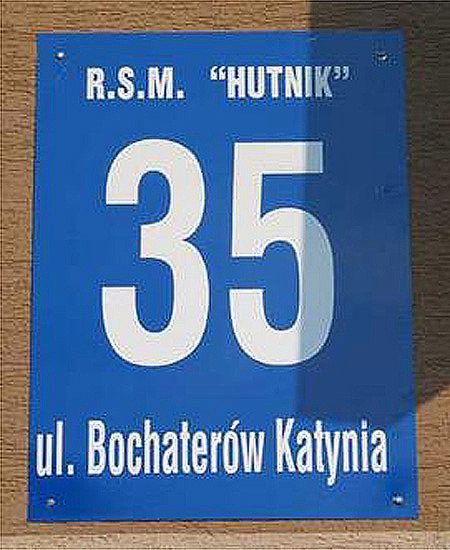 R.S.M. "HUTNIK"
35
ul. Bochaterów Katynia